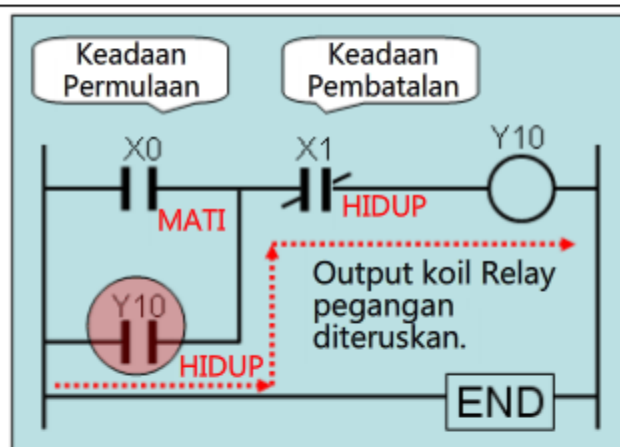 Keadaan
Permulaan
Keadaan
Pembatalan
X0
X1
Y10
MATI
HIDUP
Output koil Relay
pegangan
diteruskan.
Y10
HIDUP
END